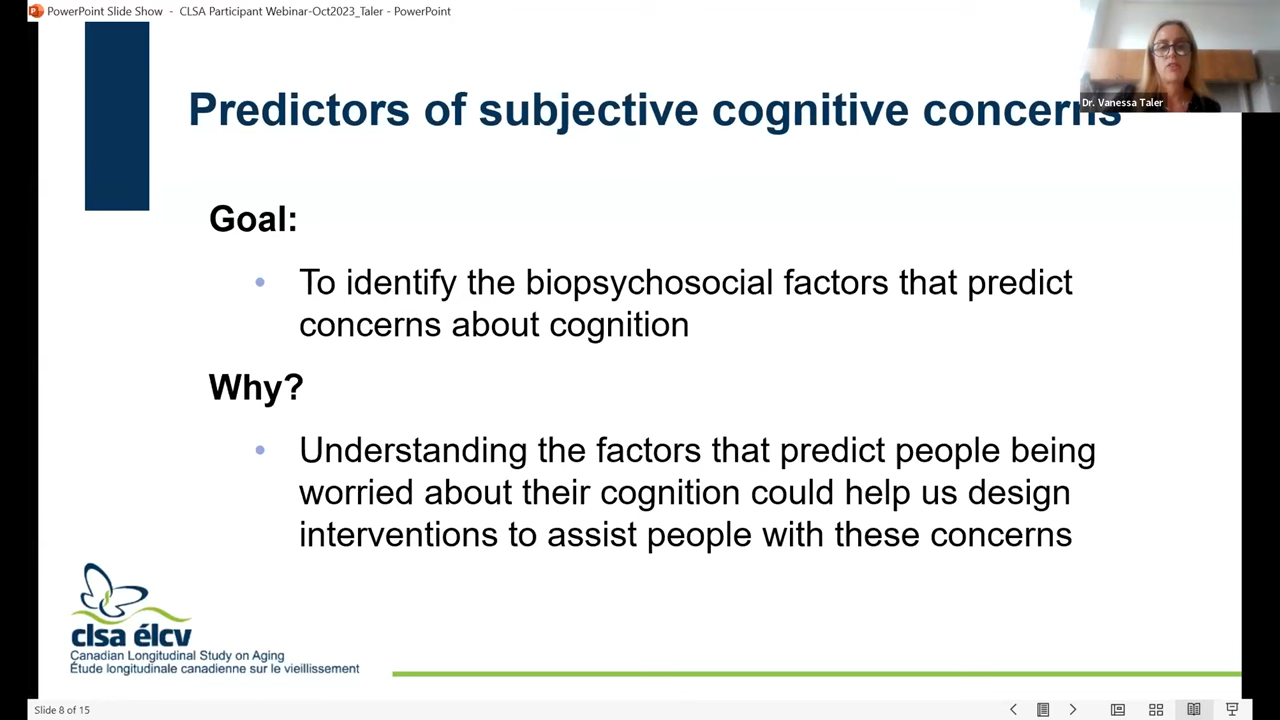 PowerPoint Slide Show - CLSA Participant Webinar-Oct2023_Taler - PowerPoint
Dr. Vanessa Taler
Predictors of subjective cognitive concerns
Goal:
• To identify the biopsychosocial factors that predict
concerns about cognition
Why?
• Understanding the factors that predict people being
worried about their cognition could help us design
interventions to assist people with these concerns
clsa élcv
Canadian Longitudinal Study on Aging
Étude longitudinale canadienne sur le vieillissement
Slide 8 of 15